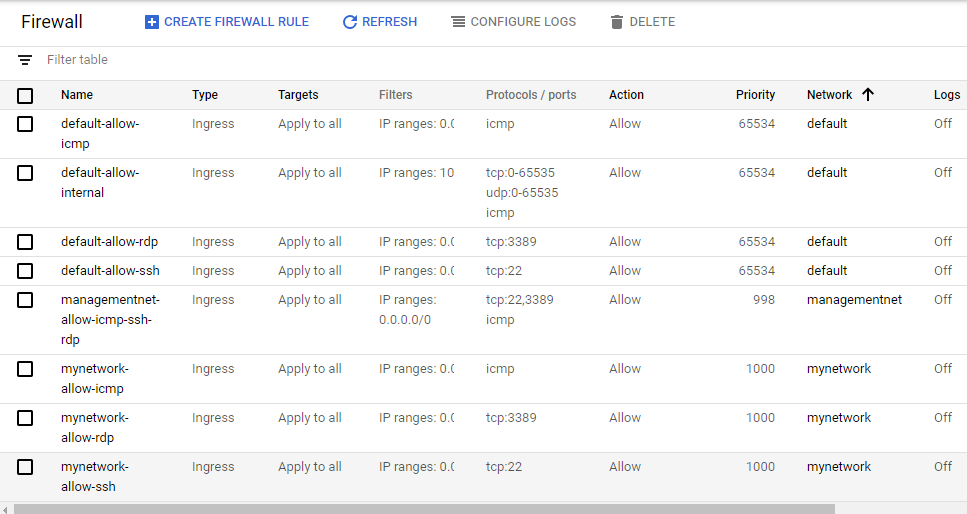 Firewall CREATE FIREWALL RULE REFRESH CONFIGURE LOGS DELETE
Filter table
Name Type Targets Filters Protocols / ports Action Priority Network Logs
default-allow- Ingress Apply to all IP ranges: 0.0 icmp Allow 65534 default Off
icmp
default-allow- Ingress Apply to all IP ranges: 10 tcp:0-65535 Allow 65534 default Off
internal udp:0-65535
icmp
default-allow-rdp Ingress Apply to all IP ranges: 0.0 tcp:3389 Allow 65534 default Off
default-allow-ssh Ingress Apply to all IP ranges: 0.0 tcp:22 Allow 65534 default Off
managementnet- Ingress Apply to all IP ranges: tcp:22,3389 Allow 998 managementnet Off
allow-icmp-ssh- 0.0.0.0/0 icmp
rdp
mynetwork- Ingress Apply to all IP ranges: 0.0 icmp Allow 1000 mynetwork Off
allow-icmp
mynetwork- Ingress Apply to all IP ranges: 0.0 tcp:3389 Allow 1000 mynetwork Off
allow-rdp
mynetwork- Ingress Apply to all IP ranges: 0.0 tcp:22 Allow 1000 mynetwork Off
allow-ssh